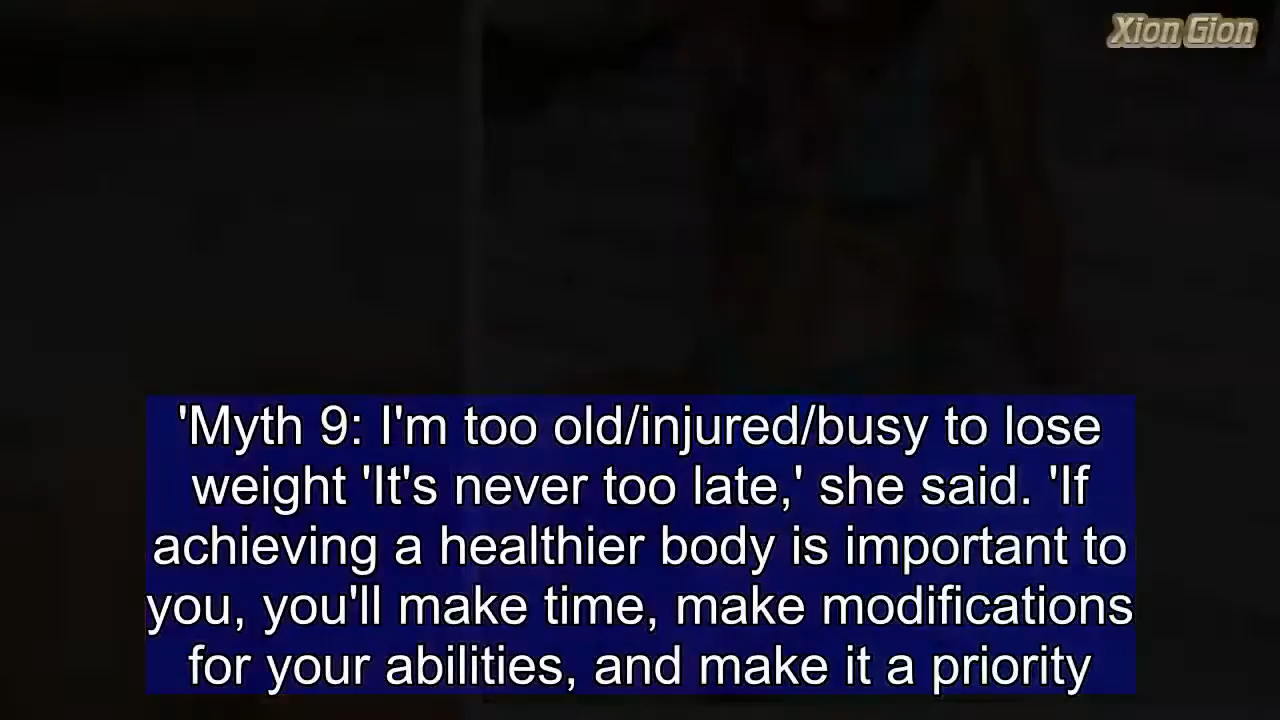 Xion Gion
'Myth 9: I'm too old/injured/busy to lose
weight 'It's never too late,' she said. 'If
achieving a healthier body is important to
you, you'll make time, make modifications
for your abilities, and make it a priority